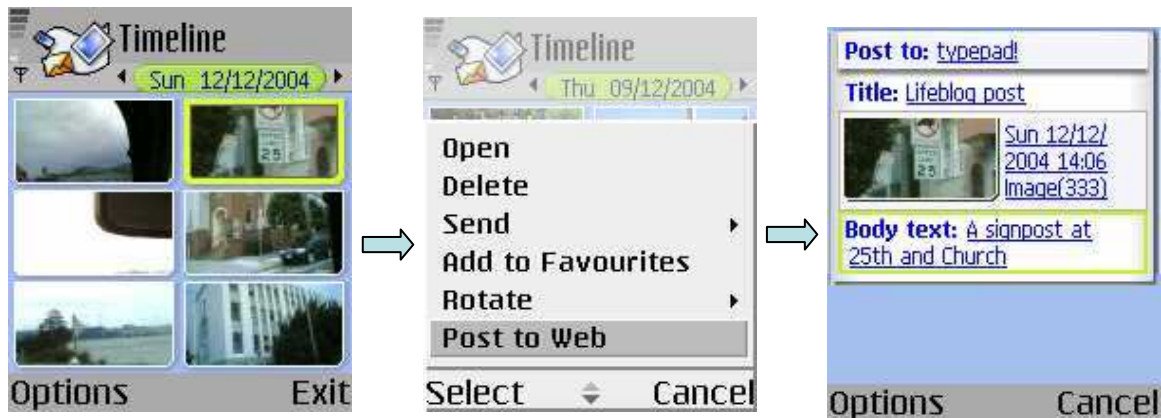 Timeline
Sun 12/12/2004
25
Options Exit
Timeline
Thu 09/12/2004
Open
Delete
Send
Add to Favourites
Rotate
Post to Web
Select Cancel
Post to: typepad!
Title: Lifeblog post
Sun 12/12/
2004 14:06
Image(333)
25
Body text: A signpost at
25th and Church
Options Cancel